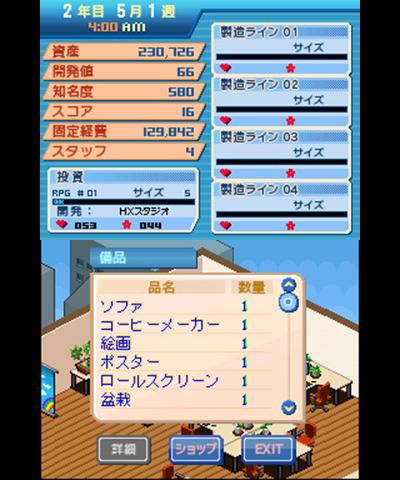 2年目 5月1週
4:00 AM
資産 230,726
開発値 66
知名度 580
スコア 16
固定経費 129,842
スタッフ 4
投資
RPG #01 サイズ 5
開発: HXスタジオ
053 044
製造ライン 01
サイズ
製造ライン 02
サイズ
製造ライン 03
サイズ
製造ライン 04
サイズ
備品
品名 数量
ソファ 1
コーヒーメーカー 1
絵画 1
ポスター 1
ロールスクリーン 1
盆栽 1
詳細 ショップ EXIT